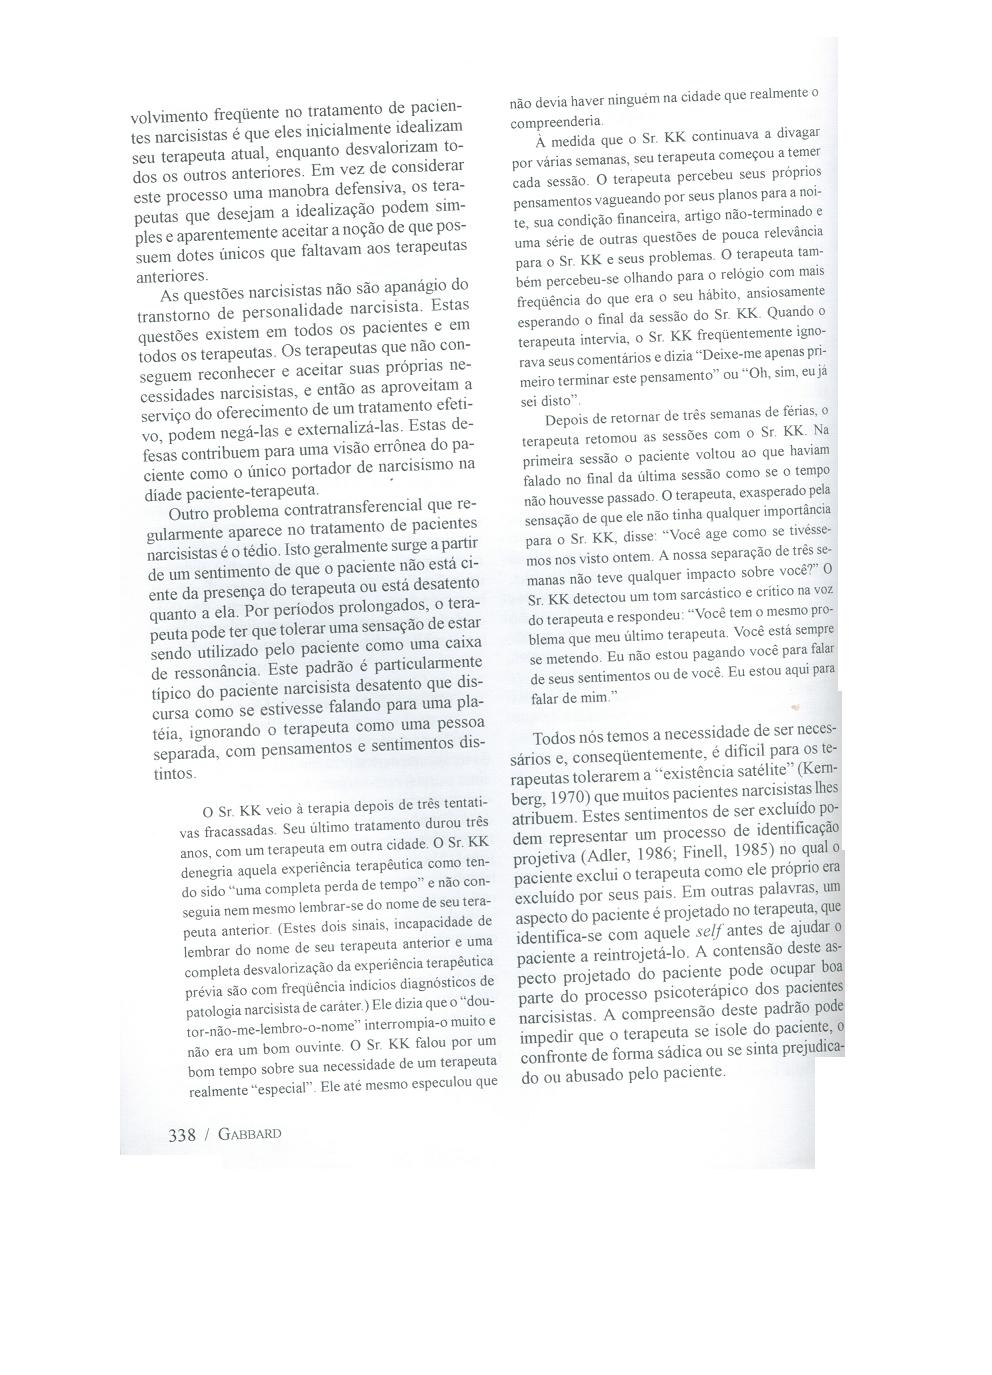 volvimento freqüente no tratamento de pacien-
tes narcisistas é que eles inicialmente idealizam
seu terapeuta atual, enquanto desvalorizam to-
dos os outros anteriores. Em vez de considerar
este processo uma manobra defensiva, os tera-
peutas que desejam a idealização podem sim-
ples e aparentemente aceitar a noção de que pos-
suem dotes únicos que faltavam aos terapeutas
anteriores.
As questões narcisistas não são apanágio do
transtorno de personalidade narcisista. Estas
questões existem em todos os pacientes e em
todos os terapeutas. Os terapeutas que não con-
seguem reconhecer e aceitar suas próprias ne-
cessidades narcisistas, e então as aproveitam a
serviço do oferecimento de um tratamento efeti-
vo, podem negá-las e externalizá-las. Estas de-
fesas contribuem para uma visão errônea do pa-
ciente como o único portador de narcisismo na
díade paciente-terapeuta.
Outro problema contratransferencial que re-
gularmente aparece no tratamento de pacientes
narcisistas é o tédio. Isto geralmente surge a partir
de um sentimento de que o paciente não está ci-
ente da presença do terapeuta ou está desatento
quanto a ela. Por períodos prolongados, o tera-
peuta pode ter que tolerar uma sensação de estar
sendo utilizado pelo paciente como uma caixa
de ressonância. Este padrão é particularmente
típico do paciente narcisista desatento que dis-
cursa como se estivesse falando para uma pla-
téia, ignorando o terapeuta como uma pessoa
separada, com pensamentos e sentimentos dis-
tintos.
O Sr. KK veio à terapia depois de três tentati-
vas fracassadas. Seu último tratamento durou três
anos, com um terapeuta em outra cidade. O Sr. KK
denegria aquela experiência terapêutica como ten-
do sido “uma completa perda de tempo” e não con-
seguia nem mesmo lembrar-se do nome de seu tera-
peuta anterior. (Estes dois sinais, incapacidade de
lembrar do nome de seu terapeuta anterior e uma
completa desvalorização da experiência terapêutica
prévia são com freqüência indícios diagnósticos de
patologia narcisista de caráter.) Ele dizia que o “dou-
tor-não-me-lembro-o-nome” interrompia-o muito e
não era um bom ouvinte. O Sr. KK falou por um
bom tempo sobre sua necessidade de um terapeuta
realmente “especial”. Ele até mesmo especulou que
338 / GABBARD
não devia haver ninguém na cidade que realmente o
compreenderia.
À medida que o Sr. KK continuava a divagar
por várias semanas, seu terapeuta começou a temer
cada sessão. O terapeuta percebeu seus próprios
pensamentos vagueando por seus planos para a noi-
te, sua condição financeira, artigo não-terminado e
uma série de outras questões de pouca relevância
para o Sr. KK e seus problemas. O terapeuta tam-
bém percebeu-se olhando para o relógio com mais
freqüência do que era o seu hábito, ansiosamente
esperando o final da sessão do Sr. KK. Quando o
terapeuta intervia, o Sr. KK freqüentemente igno-
rava seus comentários e dizia “Deixe-me apenas pri-
meiro terminar este pensamento” ou “Oh, sim, eu já
sei disto”.
Depois de retornar de três semanas de férias, o
terapeuta retomou as sessões com o Sr. KK. Na
primeira sessão o paciente voltou ao que haviam
falado no final da última sessão como se o tempo
não houvesse passado. O terapeuta, exasperado pela
sensação de que ele não tinha qualquer importância
para o Sr. KK, disse: “Você age como se tivésse-
mos nos visto ontem. A nossa separação de três se-
manas não teve qualquer impacto sobre você?” O
Sr. KK detectou um tom sarcástico e crítico na voz
do terapeuta e respondeu: “Você tem o mesmo pro-
blema que meu último terapeuta. Você está sempre
se metendo. Eu não estou pagando você para falar
de seus sentimentos ou de você. Eu estou aqui para
falar de mim.”
Todos nós temos a necessidade de ser neces-
sários e, conseqüentemente, é difícil para os te-
rapeutas tolerarem a “existência satélite” (Kern-
berg, 1970) que muitos pacientes narcisistas lhes
atribuem. Estes sentimentos de ser excluído po-
dem representar um processo de identificação
projetiva (Adler, 1986; Finell, 1985) no qual o
paciente exclui o terapeuta como ele próprio era
excluído por seus pais. Em outras palavras, um
aspecto do paciente é projetado no terapeuta, que
identifica-se com aquele self antes de ajudar o
paciente a reintrojetá-lo. A contensão deste as-
pecto projetado do paciente pode ocupar boa
parte do processo psicoterápico dos pacientes
narcisistas. A compreensão deste padrão pode
impedir que o terapeuta se isole do paciente, o
confronte de forma sádica ou se sinta prejudica-
do ou abusado pelo paciente.